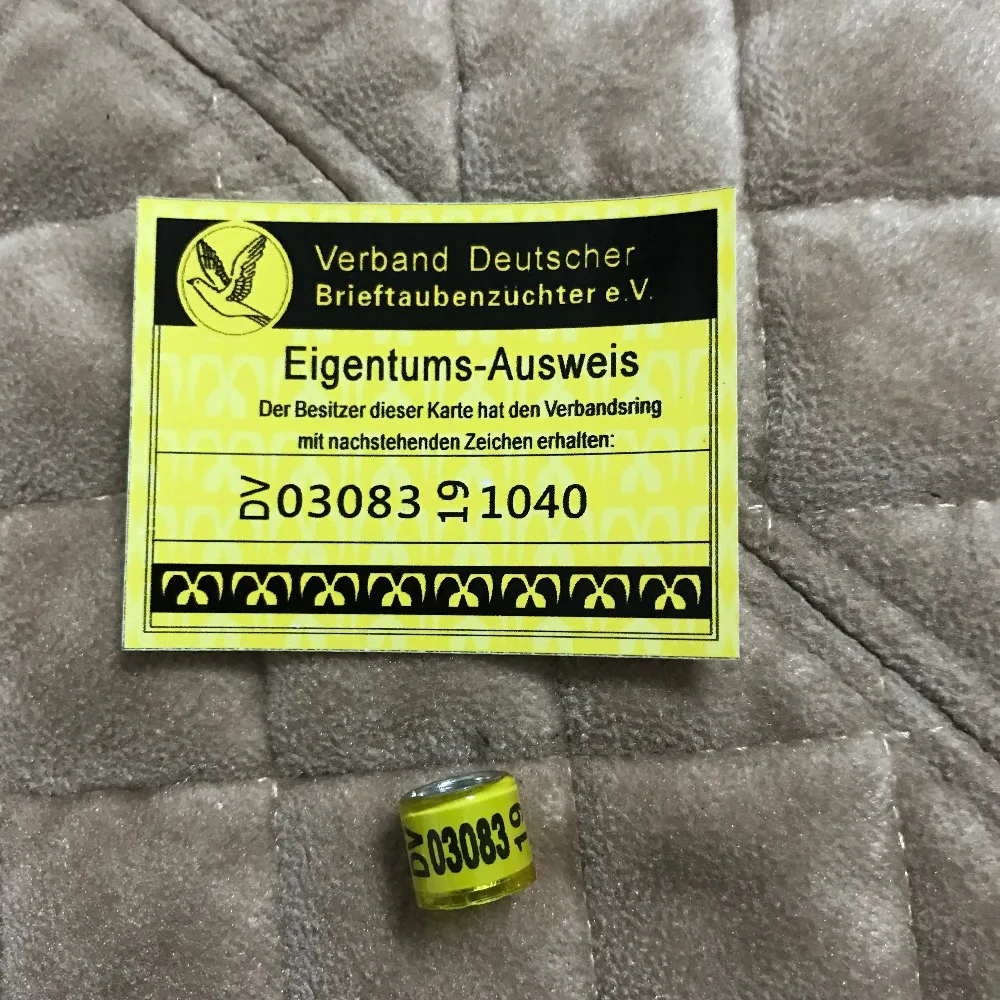 Verband Deutscher
Brieftaubenzüchter e.V.
Eigentums-Ausweis
Der Besitzer dieser Karte hat den Verbandsring
mit nachstehenden Zeichen erhalten:
DV 03083 19 1040
DV 03083 19